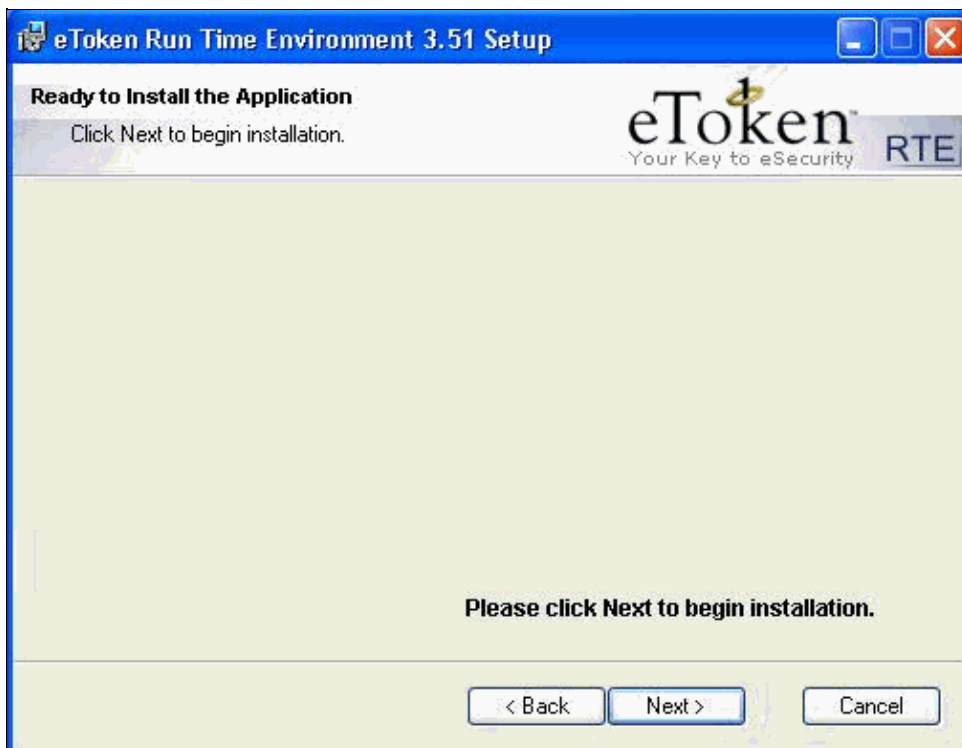 eToken Run Time Environment 3.51 Setup
Ready to Install the Application
Click Next to begin installation.
eToken™
Your Key to eSecurity
RTE
Please click Next to begin installation.
< Back
Next >
Cancel